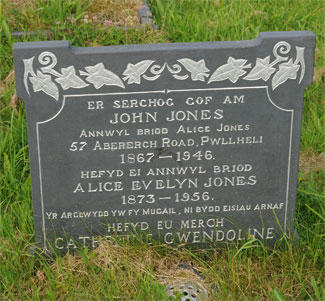 ER SERCHOG GOF AM
JOHN JONES
ANNWYL BRIOD ALICE JONES
57 ABERERCH ROAD, PWLLHELI
1867 – 1946.
HEFYD EI ANNWYL BRIOD
ALICE EVELYN JONES
1873 – 1956.
YR ARGLWYDD YW FY MUGAIL, NI BYDD EISIAU ARNAF
HEFYD EU MERCH
CATHERINE GWENDOLINE